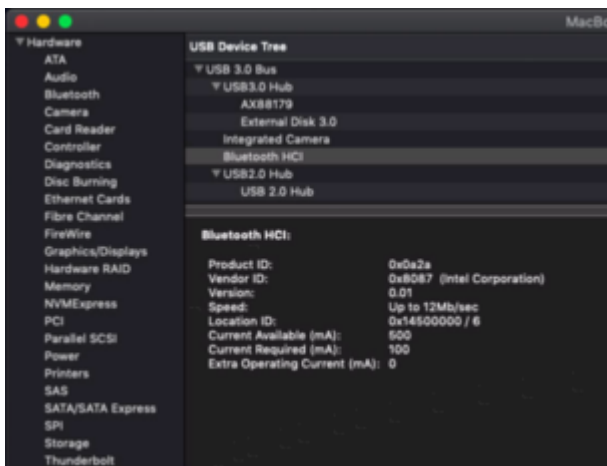 MacBo
Hardware
ATA
Audio
Bluetooth
Camera
Card Reader
Controller
Diagnostics
Disc Burning
Ethernet Cards
Fibre Channel
FireWire
Graphics/Displays
Hardware RAID
Memory
NVMExpress
PCI
Parallel SCSI
Power
Printers
SAS
SATA/SATA Express
SPI
Storage
Thunderbolt
USB Device Tree
USB 3.0 Bus
USB3.0 Hub
AX88179
External Disk 3.0
Integrated Camera
Bluetooth HCI
USB2.0 Hub
USB 2.0 Hub
Bluetooth HCI:
Product ID: 0x0a2a
Vendor ID: 0x8087 (Intel Corporation)
Version: 0.01
Speed: Up to 12Mb/sec
Location ID: 0x14500000 / 6
Current Available (mA): 500
Current Required (mA): 100
Extra Operating Current (mA): 0